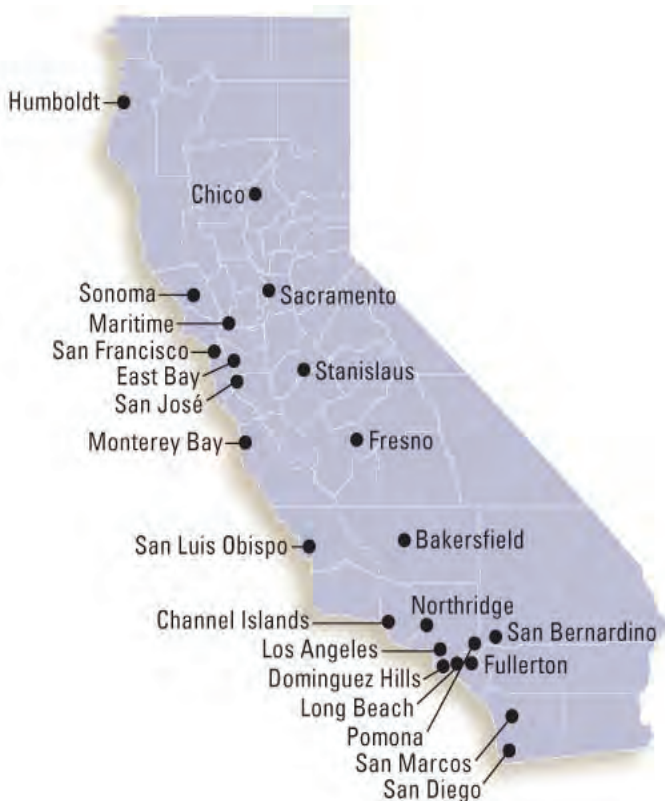 Humboldt
Chico
Sonoma
Sacramento
Maritime
San Francisco
East Bay
Stanislaus
San José
Monterey Bay
Fresno
San Luis Obispo
Bakersfield
Channel Islands
Northridge
San Bernardino
Los Angeles
Fullerton
Dominguez Hills
Long Beach
Pomona
San Marcos
San Diego